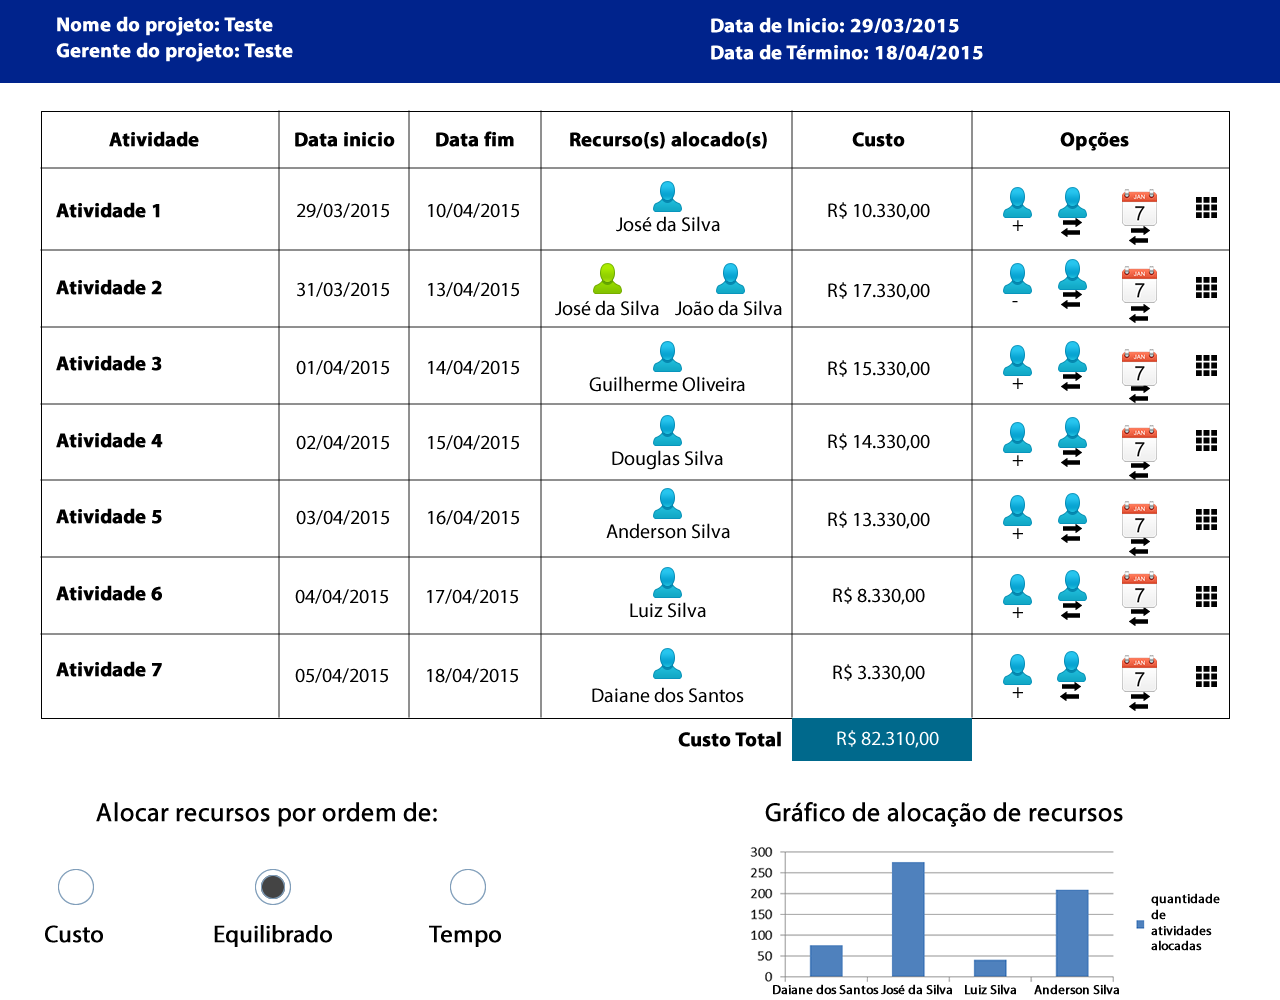 Nome do projeto: Teste
Gerente do projeto: Teste
Data de Inicio: 29/03/2015
Data de Término: 18/04/2015
Atividade Data inicio Data fim Recurso(s) alocado(s) Custo Opções
Atividade 1 29/03/2015 10/04/2015 José da Silva R$ 10.330,00 + JAN 7
Atividade 2 31/03/2015 13/04/2015 José da Silva João da Silva R$ 17.330,00 - JAN 7
Atividade 3 01/04/2015 14/04/2015 Guilherme Oliveira R$ 15.330,00 + JAN 7
Atividade 4 02/04/2015 15/04/2015 Douglas Silva R$ 14.330,00 + JAN 7
Atividade 5 03/04/2015 16/04/2015 Anderson Silva R$ 13.330,00 + JAN 7
Atividade 6 04/04/2015 17/04/2015 Luiz Silva R$ 8.330,00 + JAN 7
Atividade 7 05/04/2015 18/04/2015 Daiane dos Santos R$ 3.330,00 + JAN 7
Custo Total R$ 82.310,00
Alocar recursos por ordem de:
Custo Equilibrado Tempo
Gráfico de alocação de recursos
300
250
200
150
100
50
0
Daiane dos Santos José da Silva Luiz Silva Anderson Silva
quantidade
de
atividades
alocadas